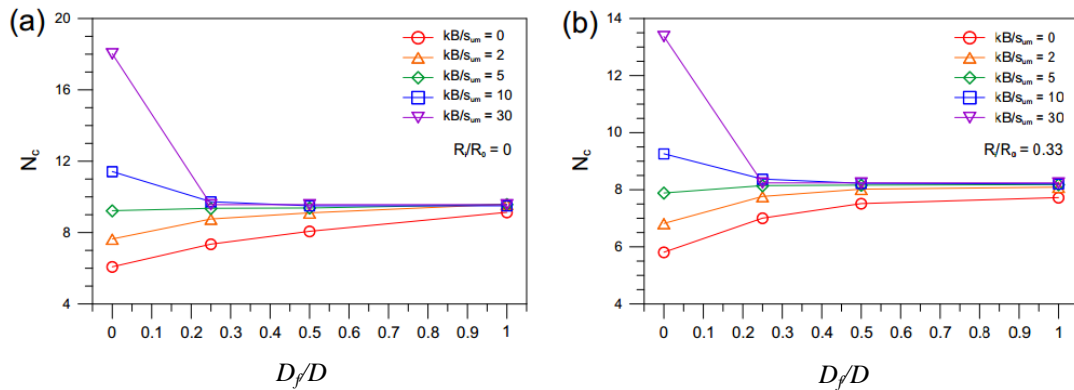 (a)
20
16
12
8
4
N_c
kB/s_um = 0
kB/s_um = 2
kB/s_um = 5
kB/s_um = 10
kB/s_um = 30
R_i/R_0 = 0
0 0.1 0.2 0.3 0.4 0.5 0.6 0.7 0.8 0.9 1
D_f/D
(b)
14
12
10
8
6
4
N_c
kB/s_um = 0
kB/s_um = 2
kB/s_um = 5
kB/s_um = 10
kB/s_um = 30
R_i/R_0 = 0.33
0 0.1 0.2 0.3 0.4 0.5 0.6 0.7 0.8 0.9 1
D_f/D